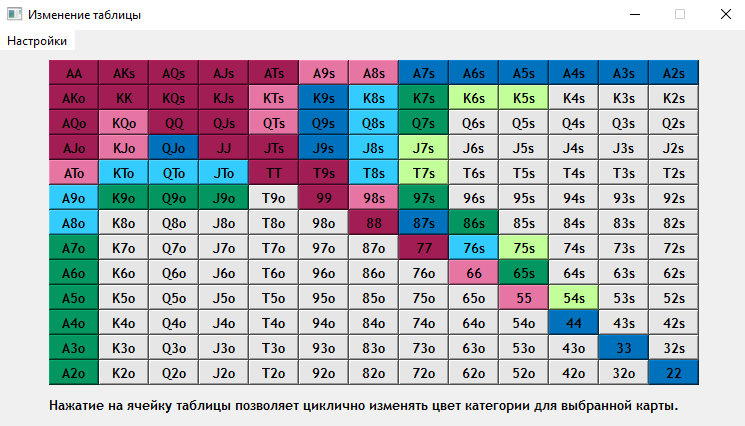 Изменение таблицы
Настройки
AA AKs AQs AJs ATs A9s A8s A7s A6s A5s A4s A3s A2s
AKo KK KQs KJs KTs K9s K8s K7s K6s K5s K4s K3s K2s
AQo KQo QQ QJs QTs Q9s Q8s Q7s Q6s Q5s Q4s Q3s Q2s
AJo KJo QJo JJ JTs J9s J8s J7s J6s J5s J4s J3s J2s
ATo KTo QTo JTo TT T9s T8s T7s T6s T5s T4s T3s T2s
A9o K9o Q9o J9o T9o 99 98s 97s 96s 95s 94s 93s 92s
A8o K8o Q8o J8o T8o 98o 88 87s 86s 85s 84s 83s 82s
A7o K7o Q7o J7o T7o 97o 87o 77 76s 75s 74s 73s 72s
A6o K6o Q6o J6o T6o 96o 86o 76o 66 65s 64s 63s 62s
A5o K5o Q5o J5o T5o 95o 85o 75o 65o 55 54s 53s 52s
A4o K4o Q4o J4o T4o 94o 84o 74o 64o 54o 44 43s 42s
A3o K3o Q3o J3o T3o 93o 83o 73o 63o 53o 43o 33 32s
A2o K2o Q2o J2o T2o 92o 82o 72o 62o 52o 42o 32o 22
Нажатие на ячейку таблицы позволяет циклично изменять цвет категории для выбранной карты.